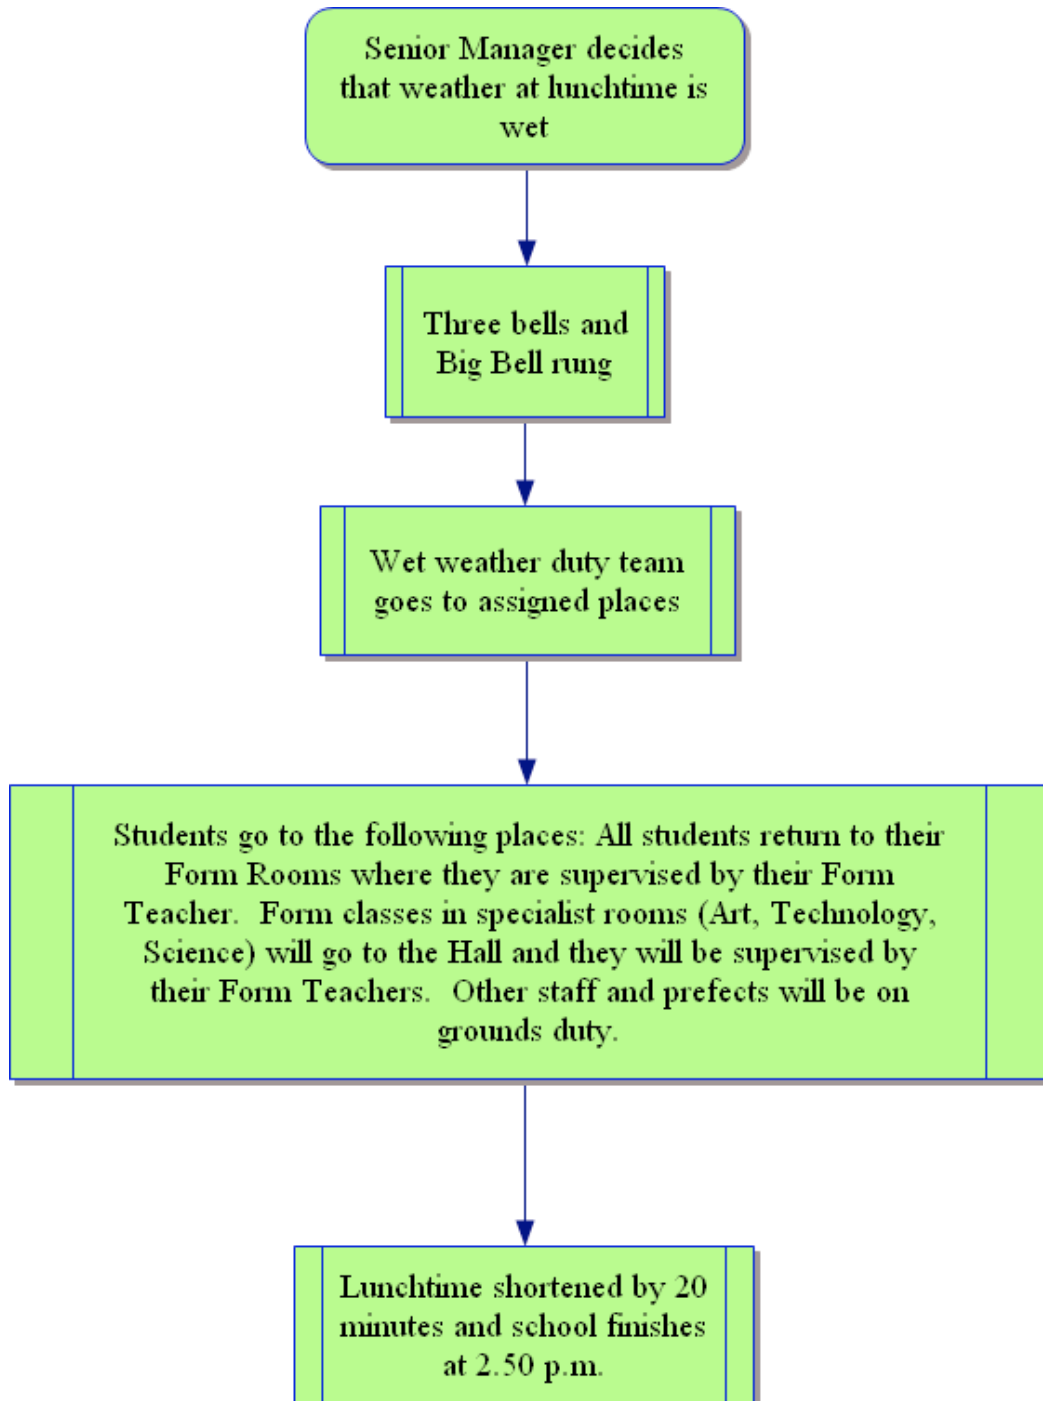 Senior Manager decides
that weather at lunchtime is
wet
Three bells and
Big Bell rung
Wet weather duty team
goes to assigned places
Students go to the following places: All students return to their
Form Rooms where they are supervised by their Form
Teacher.  Form classes in specialist rooms (Art, Technology,
Science) will go to the Hall and they will be supervised by
their Form Teachers.  Other staff and prefects will be on
grounds duty.
Lunchtime shortened by 20
minutes and school finishes
at 2.50 p.m.